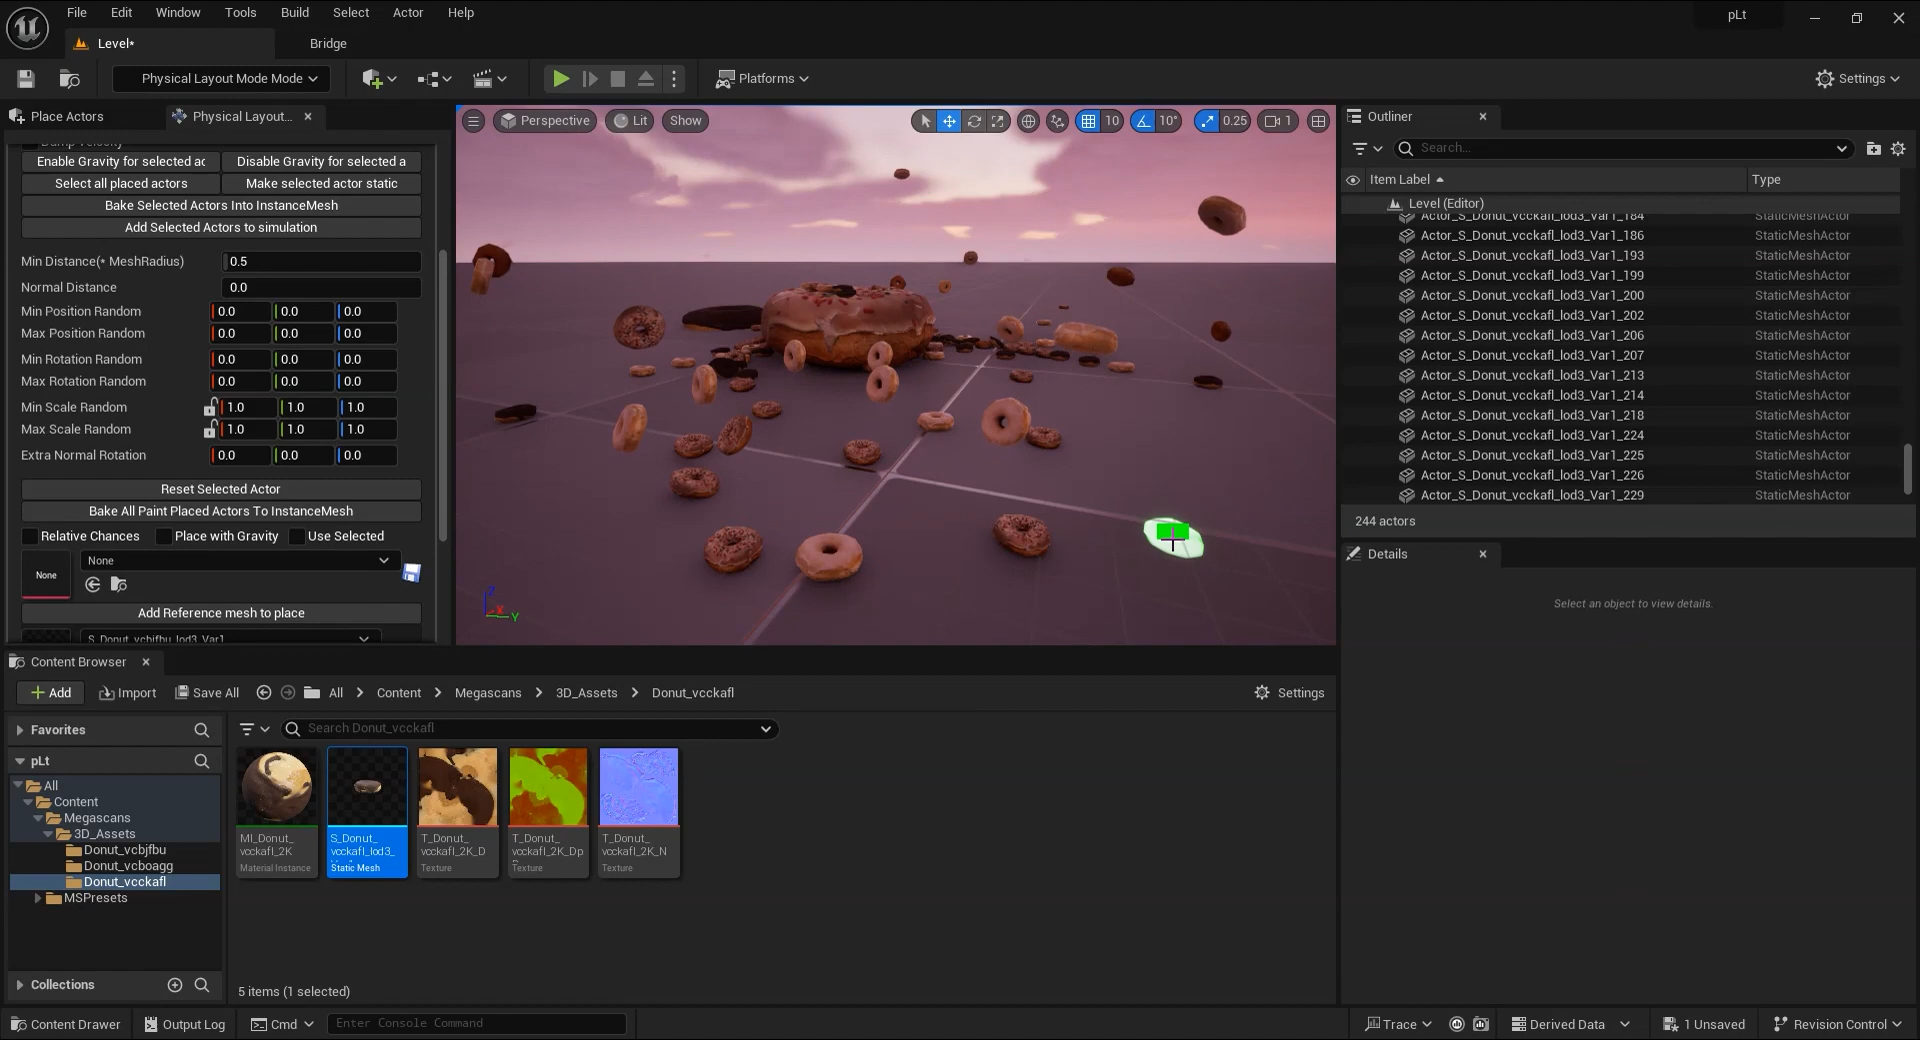 File Edit Window Tools Build Select Actor Help
pLt
Level*
Bridge
Physical Layout Mode Mode
Platforms
Settings
Place Actors
Physical Layout...
Enable Gravity for selected ac
Disable Gravity for selected a
Select all placed actors
Make selected actor static
Bake Selected Actors Into InstanceMesh
Add Selected Actors to simulation
Min Distance(* MeshRadius) 0.5
Normal Distance 0.0
Min Position Random 0.0 0.0 0.0
Max Position Random 0.0 0.0 0.0
Min Rotation Random 0.0 0.0 0.0
Max Rotation Random 0.0 0.0 0.0
Min Scale Random 1.0 1.0 1.0
Max Scale Random 1.0 1.0 1.0
Extra Normal Rotation 0.0 0.0 0.0
Reset Selected Actor
Bake All Paint Placed Actors To InstanceMesh
Relative Chances Place with Gravity Use Selected
None
None
Add Reference mesh to place
S_Donut_vcbjfbu_lod3_Var1
Perspective Lit Show
10 10° 0.25 1
Z X Y
Outliner
Search...
Item Label Type
Level (Editor)
Actor_S_Donut_vcckafl_lod3_Var1_184 StaticMeshActor
Actor_S_Donut_vcckafl_lod3_Var1_186 StaticMeshActor
Actor_S_Donut_vcckafl_lod3_Var1_193 StaticMeshActor
Actor_S_Donut_vcckafl_lod3_Var1_199 StaticMeshActor
Actor_S_Donut_vcckafl_lod3_Var1_200 StaticMeshActor
Actor_S_Donut_vcckafl_lod3_Var1_202 StaticMeshActor
Actor_S_Donut_vcckafl_lod3_Var1_206 StaticMeshActor
Actor_S_Donut_vcckafl_lod3_Var1_207 StaticMeshActor
Actor_S_Donut_vcckafl_lod3_Var1_213 StaticMeshActor
Actor_S_Donut_vcckafl_lod3_Var1_214 StaticMeshActor
Actor_S_Donut_vcckafl_lod3_Var1_218 StaticMeshActor
Actor_S_Donut_vcckafl_lod3_Var1_224 StaticMeshActor
Actor_S_Donut_vcckafl_lod3_Var1_225 StaticMeshActor
Actor_S_Donut_vcckafl_lod3_Var1_226 StaticMeshActor
Actor_S_Donut_vcckafl_lod3_Var1_229 StaticMeshActor
244 actors
Details
Select an object to view details.
Content Browser
Add Import Save All All Content Megascans 3D_Assets Donut_vcckafl Settings
Favorites
pLt
All
Content
Megascans
3D_Assets
Donut_vcbjfbu
Donut_vcboagg
Donut_vcckafl
MSPresets
Collections
Search Donut_vcckafl
MI_Donut_
vcckafl_2K
Material Instance
S_Donut_
vcckafl_lod3_
Static Mesh
T_Donut_
vcckafl_2K_D
Texture
T_Donut_
vcckafl_2K_Dp
Texture
T_Donut_
vcckafl_2K_N
Texture
5 items (1 selected)
Content Drawer Output Log Cmd Enter Console Command
Trace Derived Data 1 Unsaved Revision Control